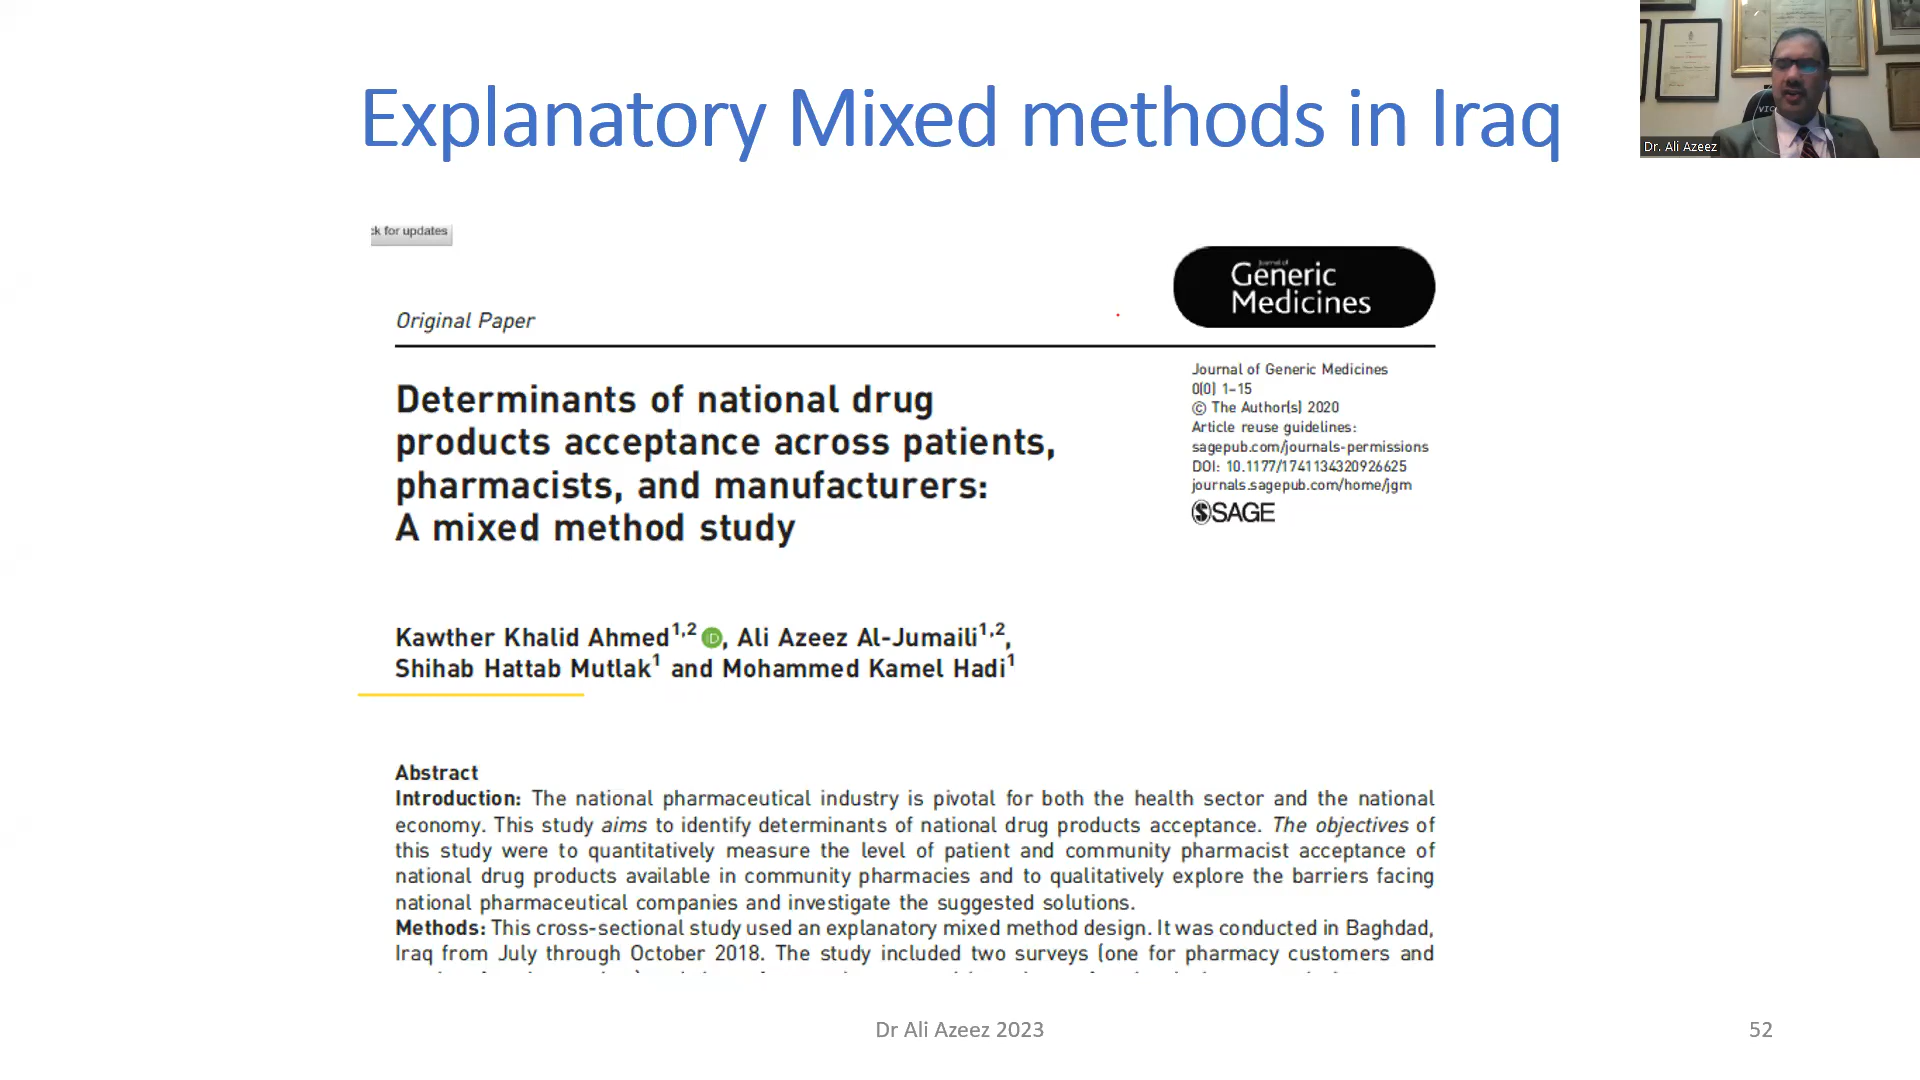 Explanatory Mixed methods in Iraq
Dr. Ali Azeez
ck for updates
Journal of
Generic
Medicines
Original Paper
Journal of Generic Medicines
0(0) 1–15
© The Author(s) 2020
Article reuse guidelines:
sagepub.com/journals-permissions
DOI: 10.1177/1741134320926625
journals.sagepub.com/home/jgm
SAGE
Determinants of national drug
products acceptance across patients,
pharmacists, and manufacturers:
A mixed method study
Kawther Khalid Ahmed1,2 iD, Ali Azeez Al-Jumaili1,2,
Shihab Hattab Mutlak1 and Mohammed Kamel Hadi1
Abstract
Introduction: The national pharmaceutical industry is pivotal for both the health sector and the national
economy. This study aims to identify determinants of national drug products acceptance. The objectives of
this study were to quantitatively measure the level of patient and community pharmacist acceptance of
national drug products available in community pharmacies and to qualitatively explore the barriers facing
national pharmaceutical companies and investigate the suggested solutions.
Methods: This cross-sectional study used an explanatory mixed method design. It was conducted in Baghdad,
Iraq from July through October 2018. The study included two surveys (one for pharmacy customers and
Dr Ali Azeez 2023
52